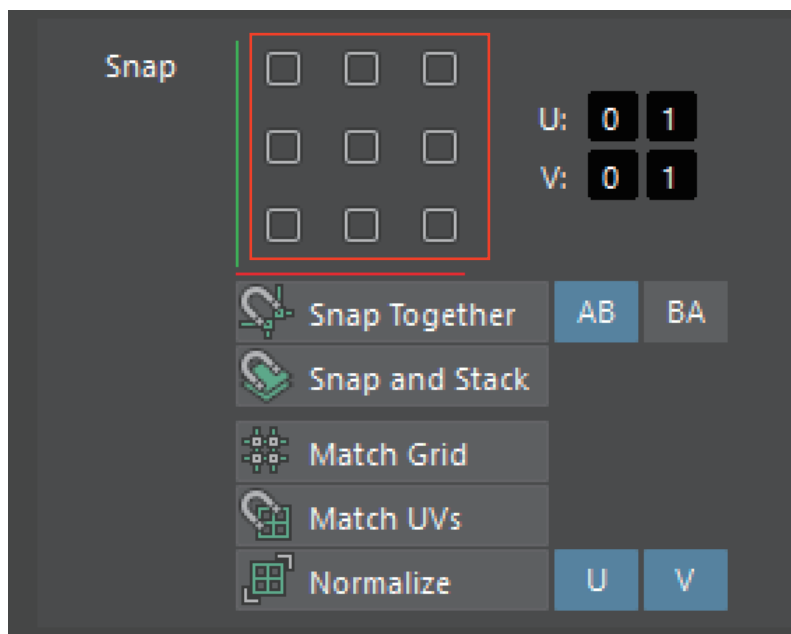 Snap
U: 0 1
V: 0 1
Snap Together AB BA
Snap and Stack
Match Grid
Match UVs
Normalize U V